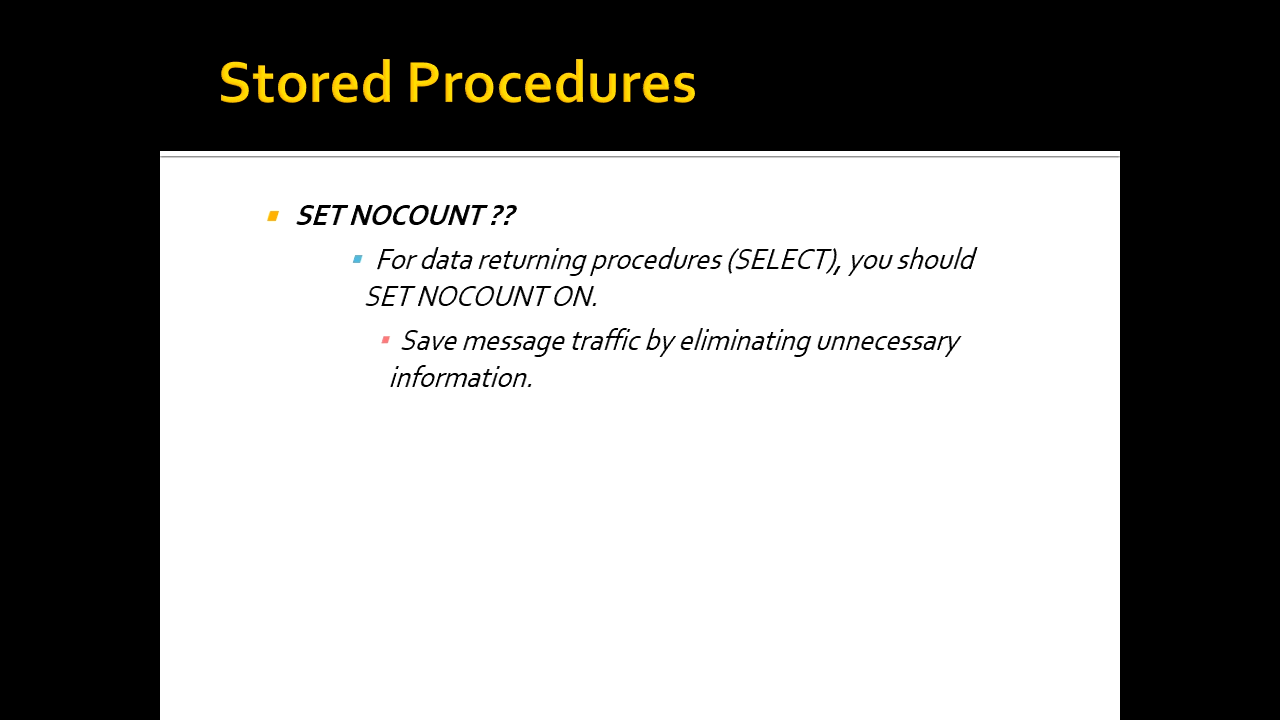 Stored Procedures
SET NOCOUNT ??
For data returning procedures (SELECT), you should
SET NOCOUNT ON.
Save message traffic by eliminating unnecessary
information.